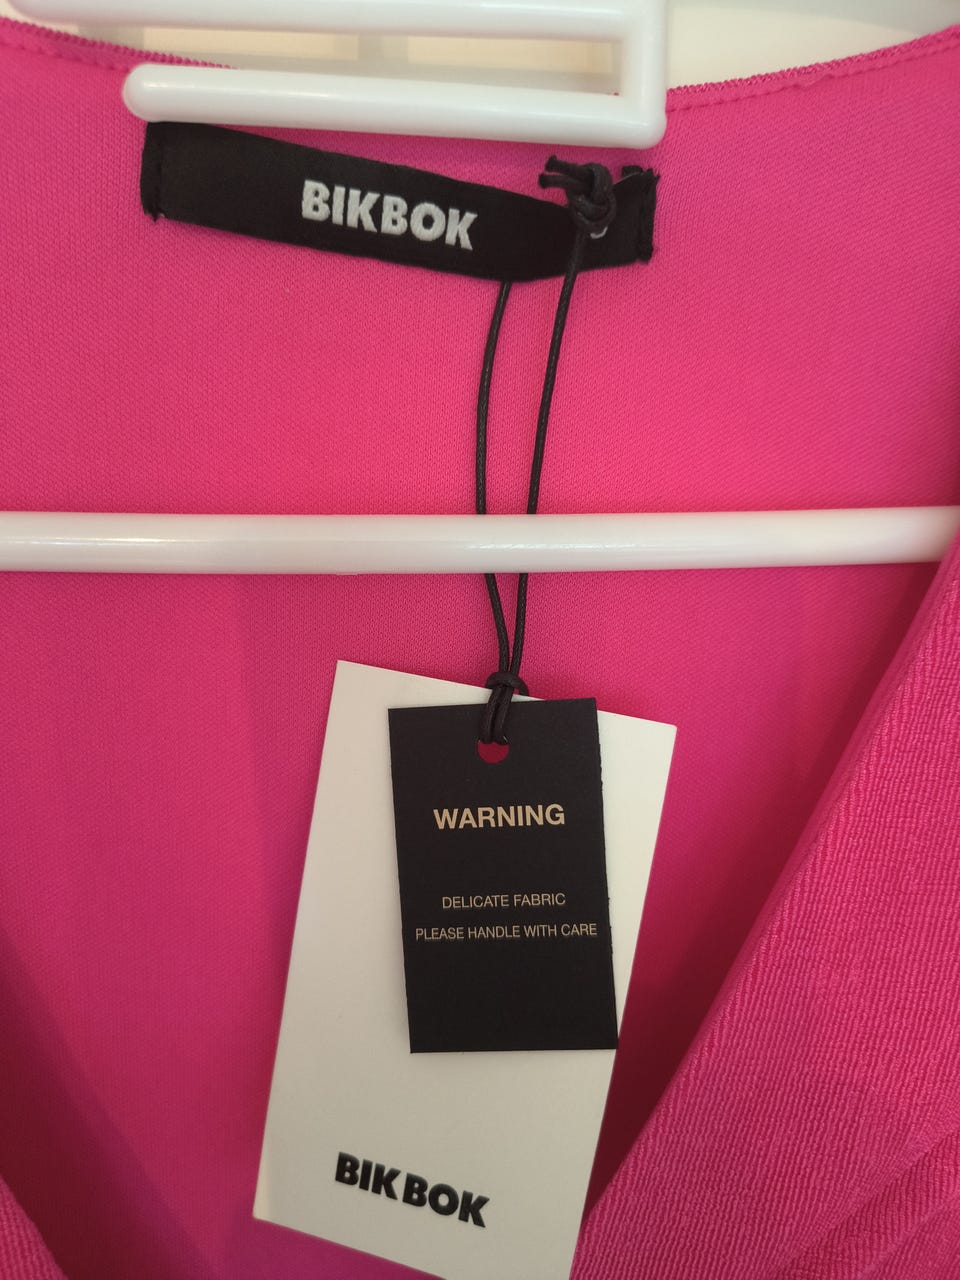 BIKBOK
WARNING
DELICATE FABRIC
PLEASE HANDLE WITH CARE
BIK BOK